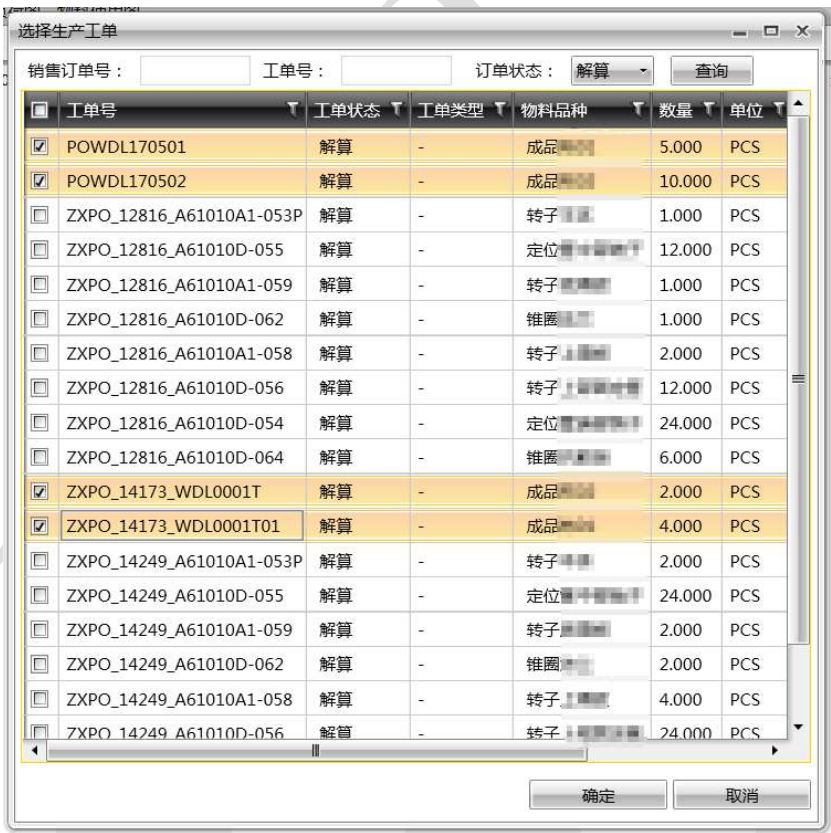 选择生产工单
销售订单号： 工单号： 订单状态： 解算 查询
工单号 工单状态 工单类型 物料品种 数量 单位
POWDL170501 解算 - 成品 5.000 PCS
POWDL170502 解算 - 成品 10.000 PCS
ZXPO_12816_A61010A1-053P 解算 - 转子 1.000 PCS
ZXPO_12816_A61010D-055 解算 - 定位 12.000 PCS
ZXPO_12816_A61010A1-059 解算 - 转子 1.000 PCS
ZXPO_12816_A61010D-062 解算 - 锥圈 1.000 PCS
ZXPO_12816_A61010A1-058 解算 - 转子 2.000 PCS
ZXPO_12816_A61010D-056 解算 - 转子 12.000 PCS
ZXPO_12816_A61010D-054 解算 - 定位 24.000 PCS
ZXPO_12816_A61010D-064 解算 - 锥圈 6.000 PCS
ZXPO_14173_WDL0001T 解算 - 成品 2.000 PCS
ZXPO_14173_WDL0001T01 解算 - 成品 4.000 PCS
ZXPO_14249_A61010A1-053P 解算 - 转子 2.000 PCS
ZXPO_14249_A61010D-055 解算 - 定位 24.000 PCS
ZXPO_14249_A61010A1-059 解算 - 转子 2.000 PCS
ZXPO_14249_A61010D-062 解算 - 锥圈 2.000 PCS
ZXPO_14249_A61010A1-058 解算 - 转子 4.000 PCS
ZXPO_14249_A61010D-056 解算 - 转子 24.000 PCS
确定 取消